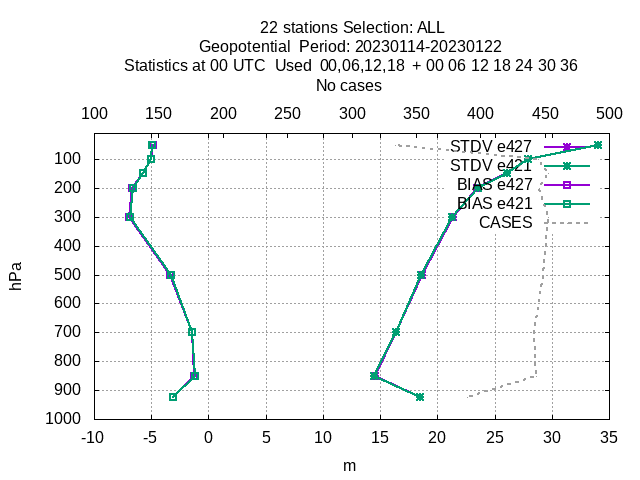 22 stations Selection: ALL
Geopotential  Period: 20230114-20230122
Statistics at 00 UTC  Used  00,06,12,18  + 00 06 12 18 24 30 36
No cases
100 150 200 250 300 350 400 450 500
STDV e427
STDV e421
BIAS e427
BIAS e421
CASES
100
200
300
400
500
600
700
800
900
1000
hPa
-10 -5 0 5 10 15 20 25 30 35
m